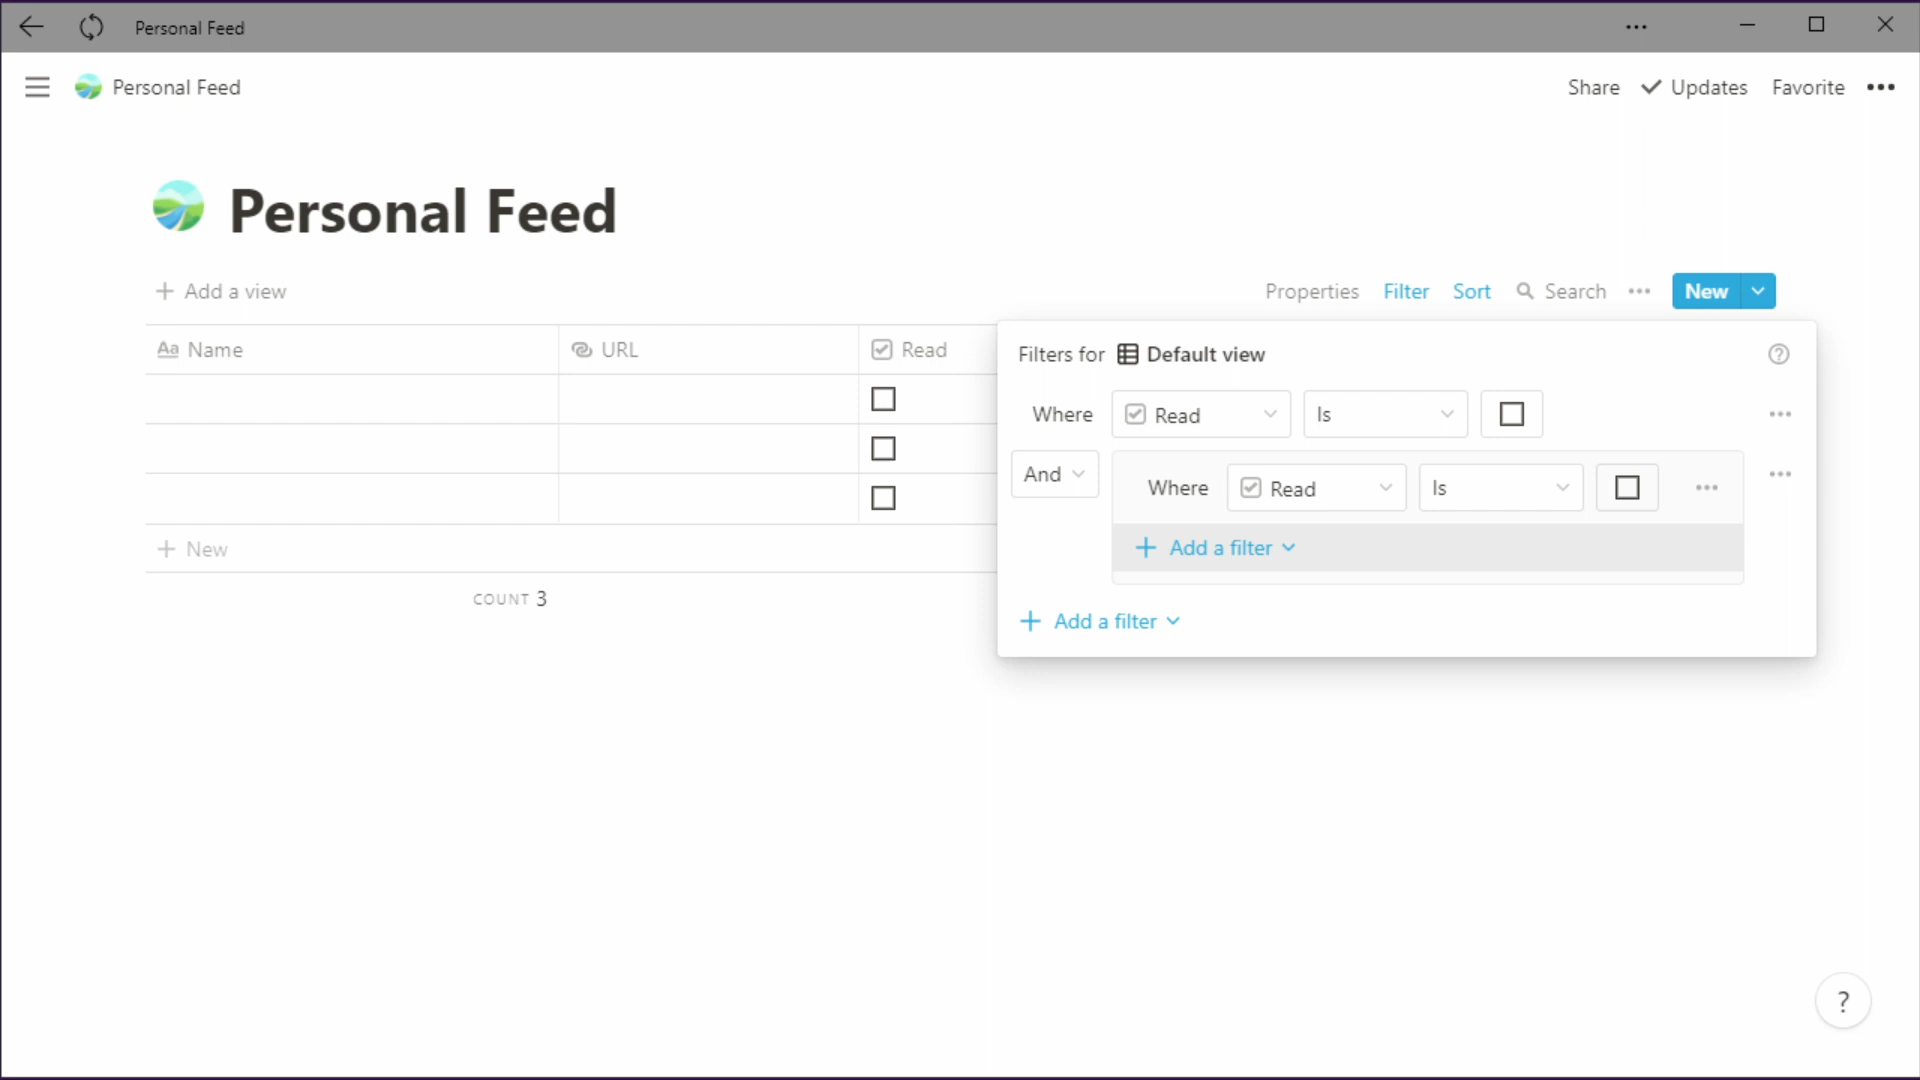 Personal Feed
Personal Feed
Share Updates Favorite
Personal Feed
Add a view
Properties Filter Sort Search New
Aa Name URL Read
Filters for Default view
Where Read Is
And Where Read Is
Add a filter
New
COUNT 3
Add a filter
?